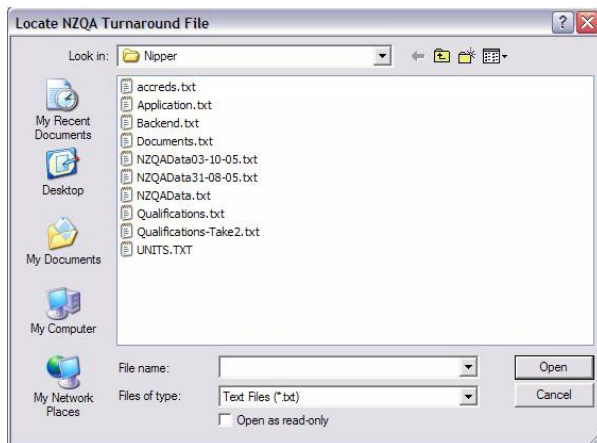 Locate NZQA Turnaround File
Look in: Nipper
My Recent
Documents
Desktop
My Documents
My Computer
My Network
Places
accreds.txt
Application.txt
Backend.txt
Documents.txt
NZQAData03-10-05.txt
NZQAData31-08-05.txt
NZQAData.txt
Qualifications.txt
Qualifications-Take2.txt
UNITS.TXT
File name:
Open
Files of type: Text Files (*.txt)
Cancel
Open as read-only